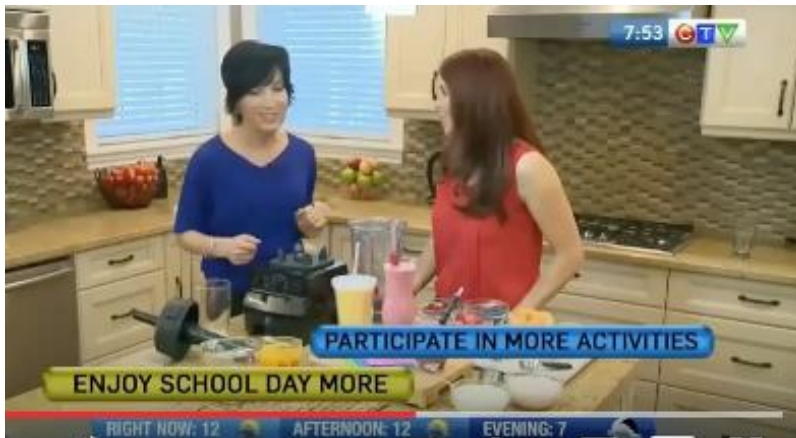 7:53 CTV
PARTICIPATE IN MORE ACTIVITIES
ENJOY SCHOOL DAY MORE
RIGHT NOW: 12 AFTERNOON: 12 EVENING: 7